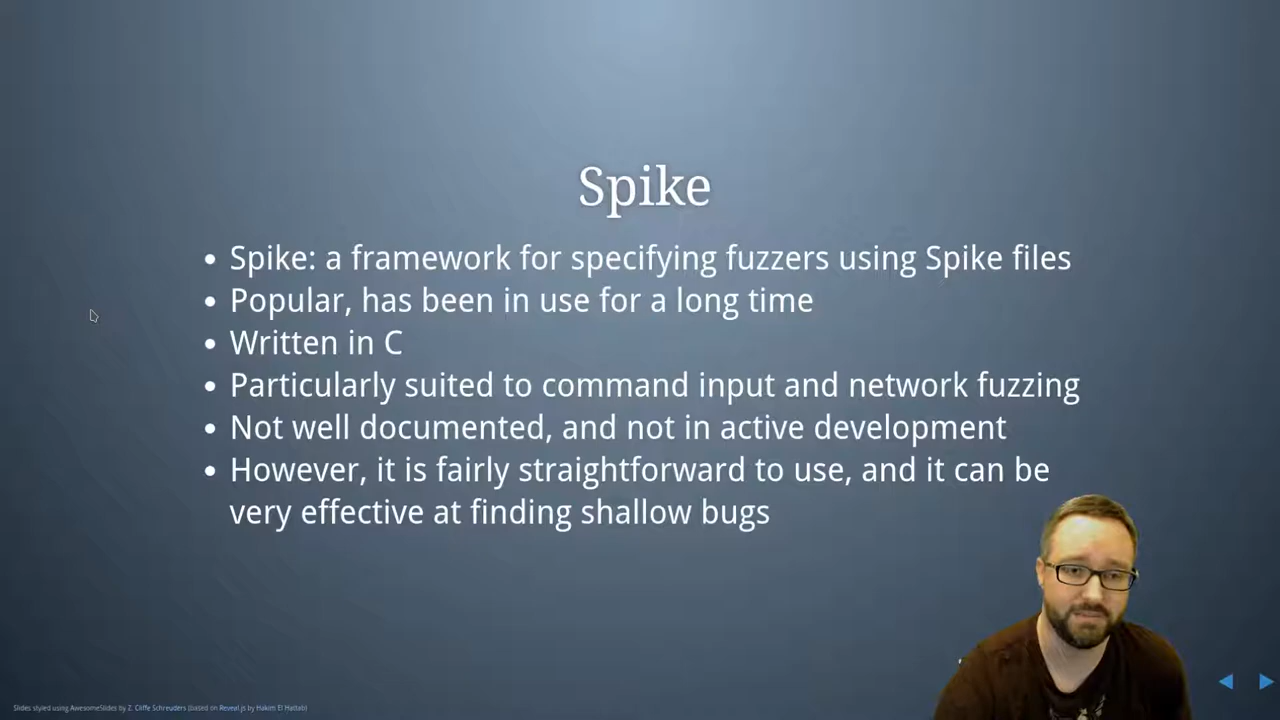 Spike
• Spike: a framework for specifying fuzzers using Spike files
• Popular, has been in use for a long time
• Written in C
• Particularly suited to command input and network fuzzing
• Not well documented, and not in active development
• However, it is fairly straightforward to use, and it can be
very effective at finding shallow bugs
Slides styled using AwesomeSlides by Z. Cliffe Schreuders (based on Reveal.js by Hakim El Hattab)